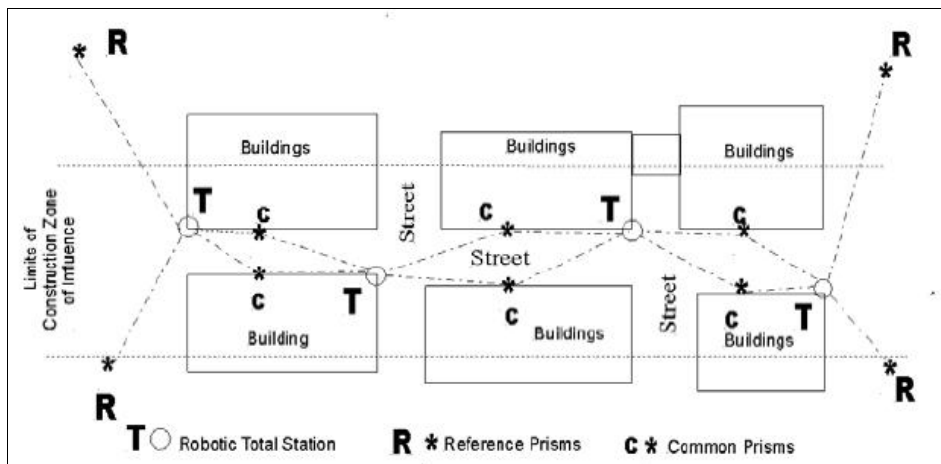 R
R
Buildings
Buildings
Buildings
Limits of
Construction Zone
of Infuence
T
C
Street
C
T
C
Street
C
T
C
Street
C
T
Building
Buildings
Buildings
R
R
T Robotic Total Station
R * Reference Prisms
C * Common Prisms